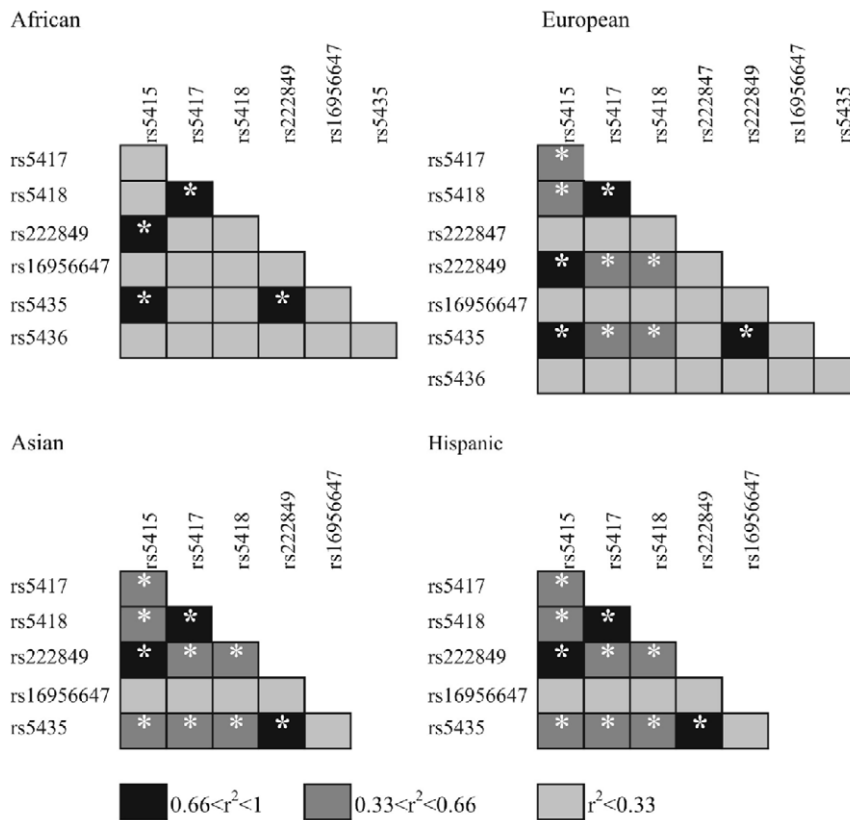 African
rs5415 rs5417 rs5418 rs222849 rs16956647 rs5435
rs5417
*
rs5418 *
rs222849 *
rs16956647
rs5435 * *
rs5436
European
rs5415 rs5417 rs5418 rs222847 rs222849 rs16956647 rs5435
rs5417 *
rs5418 * *
rs222847
rs222849 * * *
rs16956647
rs5435 * * * *
rs5436
Asian
rs5415 rs5417 rs5418 rs222849 rs16956647
rs5417 *
rs5418 * *
rs222849 * * *
rs16956647
rs5435 * * * *
Hispanic
rs5415 rs5417 rs5418 rs222849 rs16956647
rs5417 *
rs5418 * *
rs222849 * * *
rs16956647
rs5435 * * * *
0.66<r²<1 0.33<r²<0.66 r²<0.33